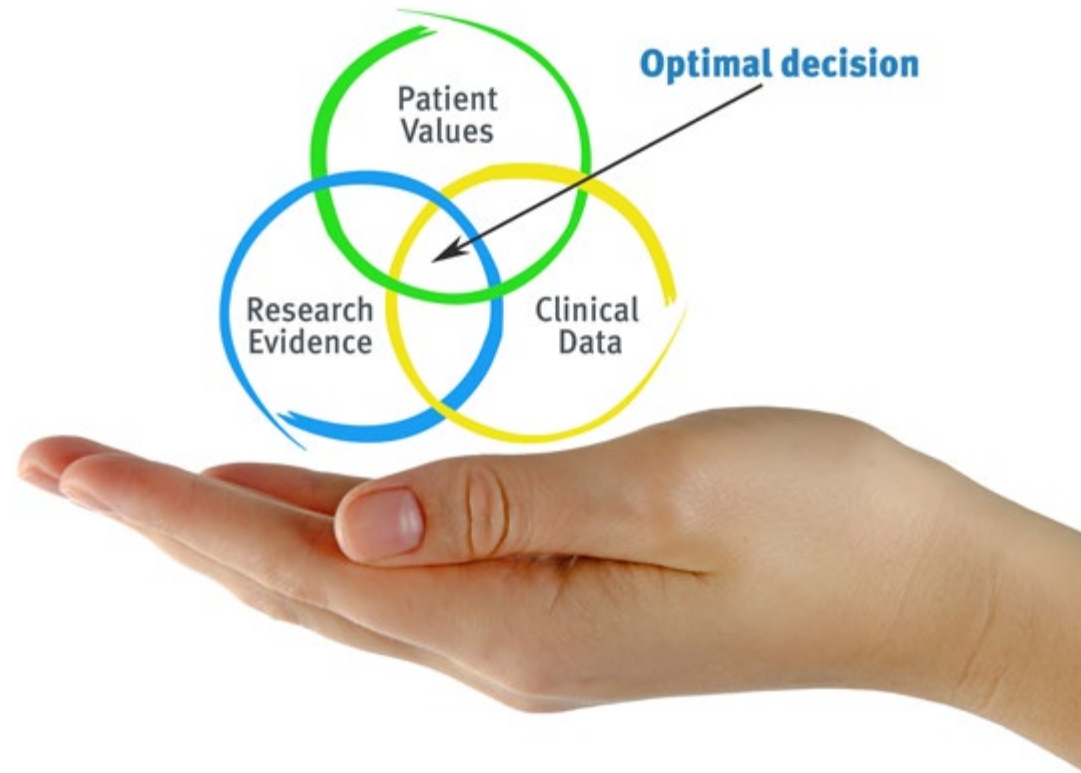 Optimal decision
Patient
Values
Research
Evidence
Clinical
Data